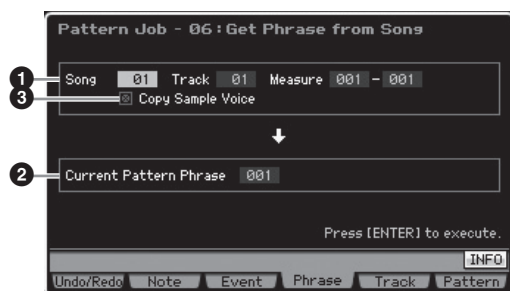 Pattern Job - 06:Get Phrase from Song
1 Song 01 Track 01 Measure 001 - 001
3 Copy Sample Voice
2 Current Pattern Phrase 001
Press [ENTER] to execute.
INFO
Undo/Redo Note Event Phrase Track Pattern